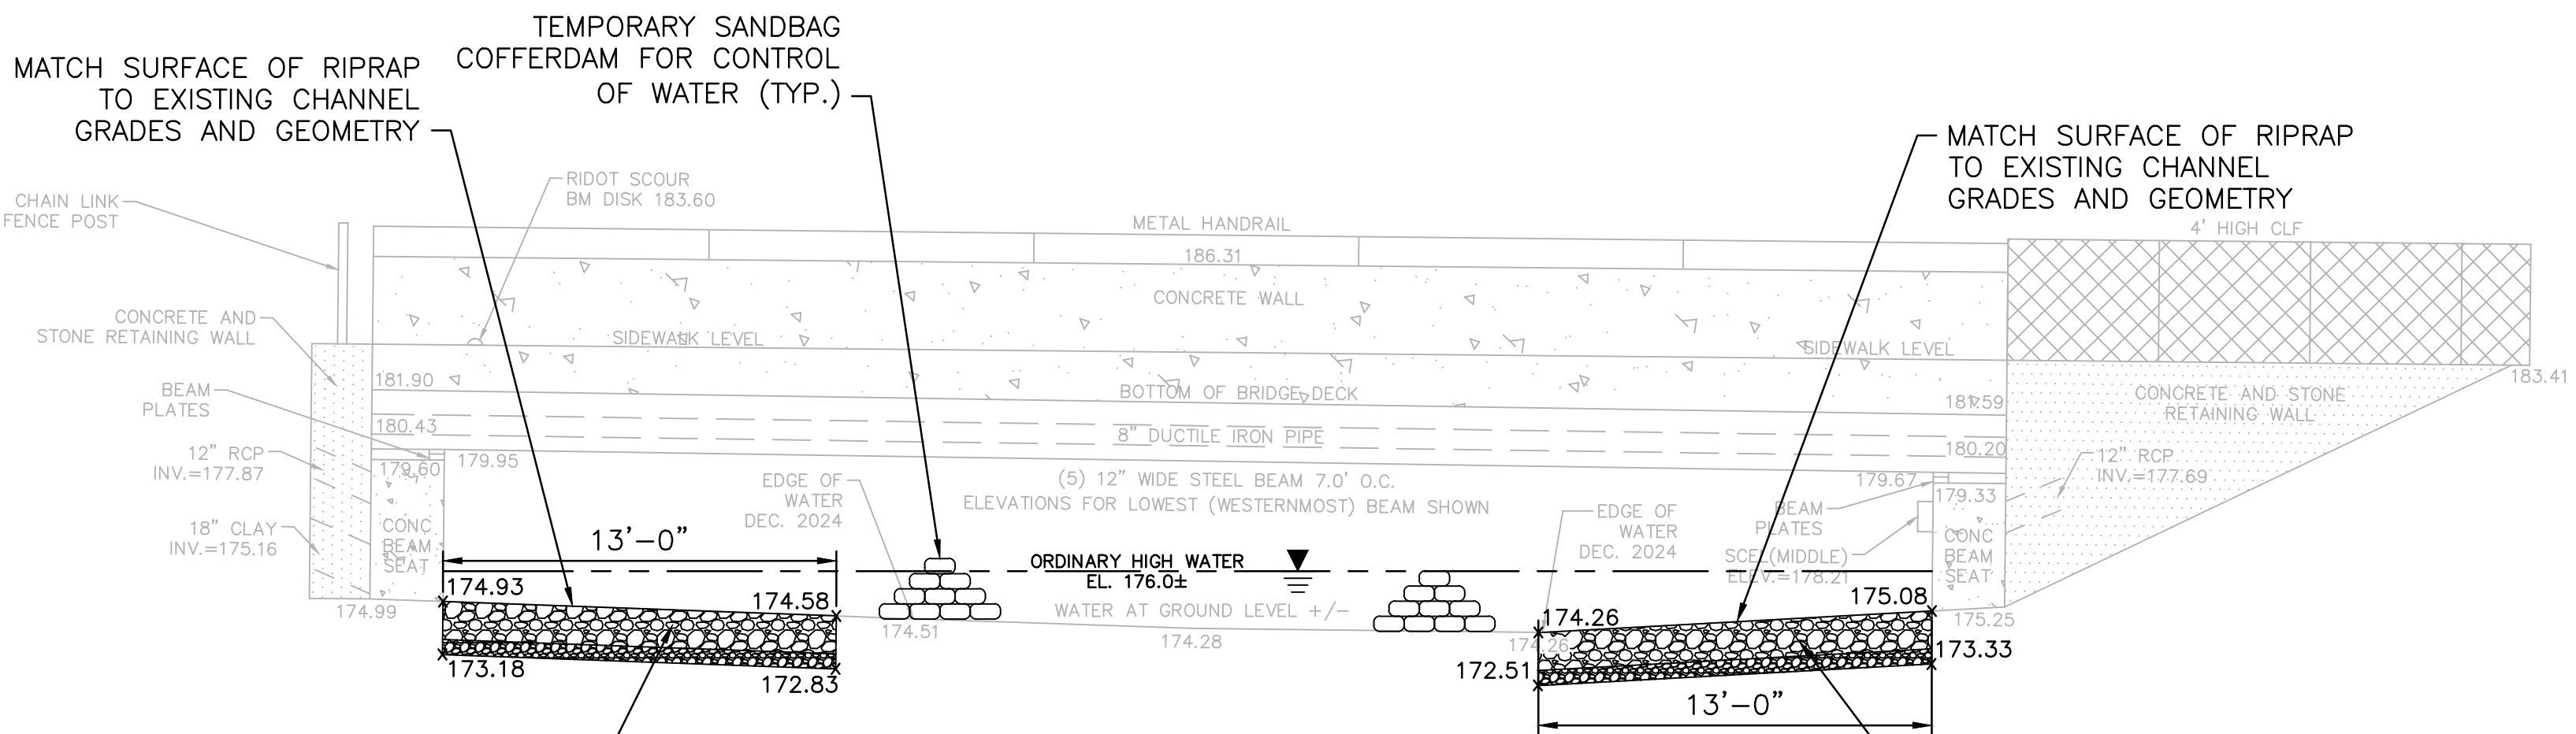 TEMPORARY SANDBAG
COFFERDAM FOR CONTROL
OF WATER (TYP.)
MATCH SURFACE OF RIPRAP
TO EXISTING CHANNEL
GRADES AND GEOMETRY
MATCH SURFACE OF RIPRAP
TO EXISTING CHANNEL
GRADES AND GEOMETRY
CHAIN LINK
FENCE POST
RIDOT SCOUR
BM DISK 183.60
METAL HANDRAIL
186.31
4' HIGH CLF
CONCRETE WALL
CONCRETE AND
STONE RETAINING WALL
SIDEWALK LEVEL
SIDEWALK LEVEL
BEAM
PLATES
181.90
BOTTOM OF BRIDGE DECK
181.59
183.41
CONCRETE AND STONE
RETAINING WALL
180.43
8" DUCTILE IRON PIPE
180.20
12" RCP
INV.=177.87
179.60
179.95
(5) 12" WIDE STEEL BEAM 7.0' O.C.
ELEVATIONS FOR LOWEST (WESTERNMOST) BEAM SHOWN
179.67
179.33
12" RCP
INV.=177.69
EDGE OF
WATER
DEC. 2024
EDGE OF
WATER
DEC. 2024
BEAM
PLATES
18" CLAY
INV.=175.16
CONC
BEAM
SEAT
13'-0"
ORDINARY HIGH WATER
EL. 176.0±
SCEL(MIDDLE)
ELEV.=178.21
CONC
BEAM
SEAT
174.99
174.93
174.58
174.51
WATER AT GROUND LEVEL +/-
174.28
174.26
174.26
175.08
175.25
173.18
172.83
172.51
173.33
13'-0"